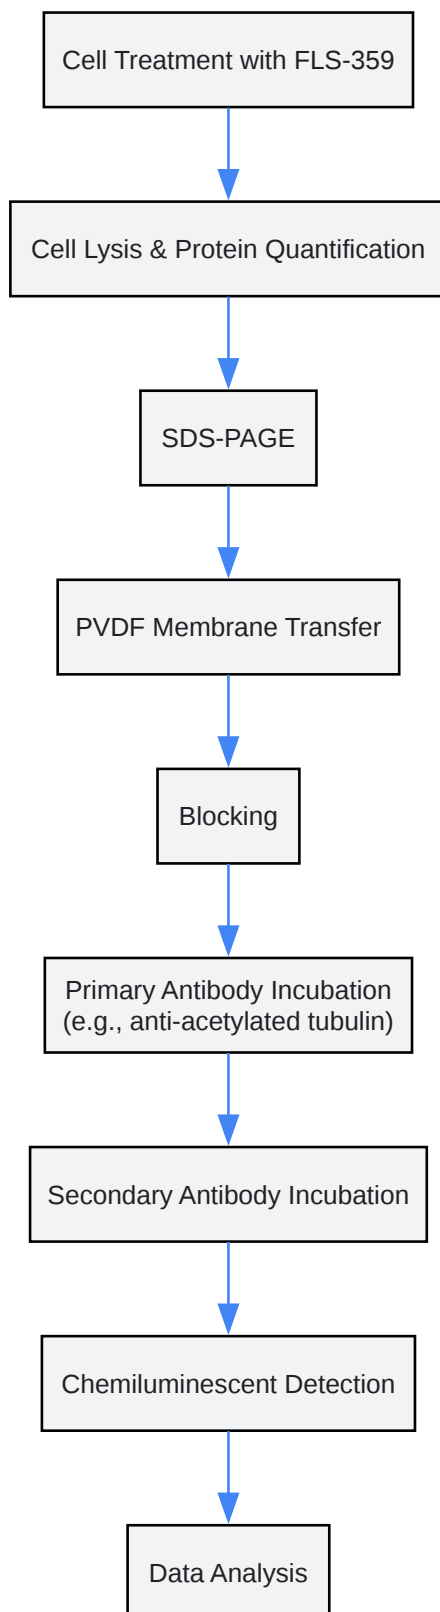 Cell Treatment with FLS-359
Cell Lysis & Protein Quantification
SDS-PAGE
PVDF Membrane Transfer
Blocking
Primary Antibody Incubation
(e.g., anti-acetylated tubulin)
Secondary Antibody Incubation
Chemiluminescent Detection
Data Analysis